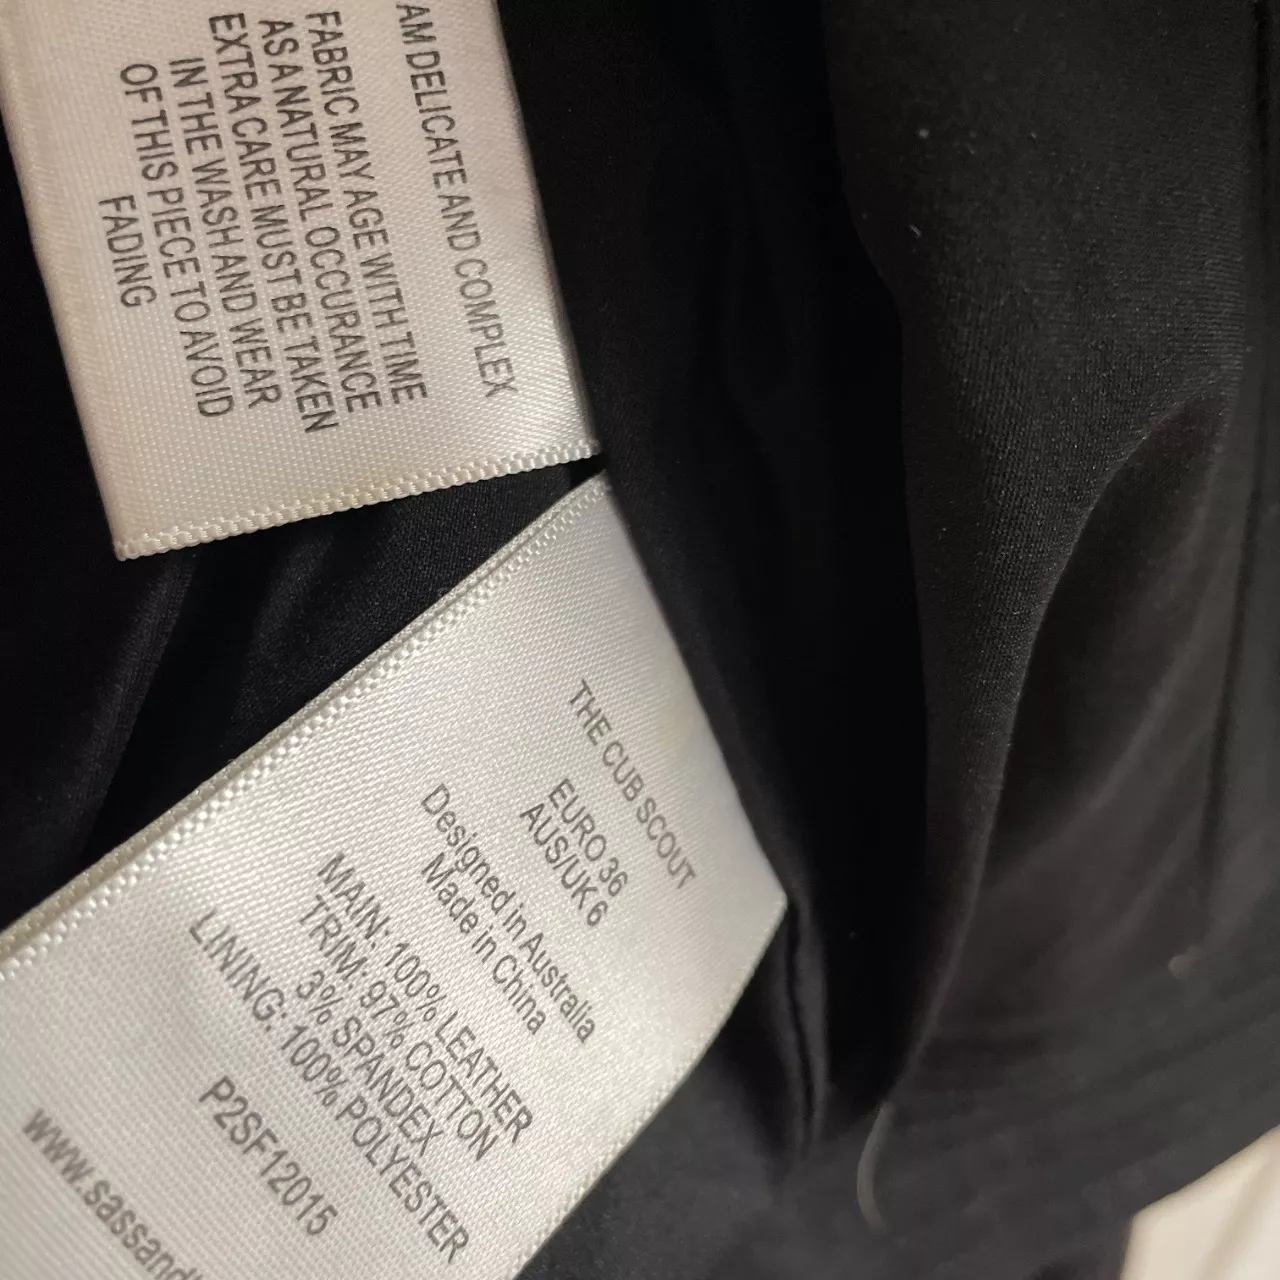 AM DELICATE AND COMPLEX
FABRIC MAY AGE WITH TIME
AS A NATURAL OCCURANCE
EXTRA CARE MUST BE TAKEN
IN THE WASH AND WEAR
OF THIS PIECE TO AVOID
FADING
THE CUB SCOUT
EURO 36
AUS/UK 6
Designed in Australia
Made in China
MAIN: 100% LEATHER
TRIM: 97% COTTON
3% SPANDEX
LINING: 100% POLYESTER
P2SF12015
www.sassand